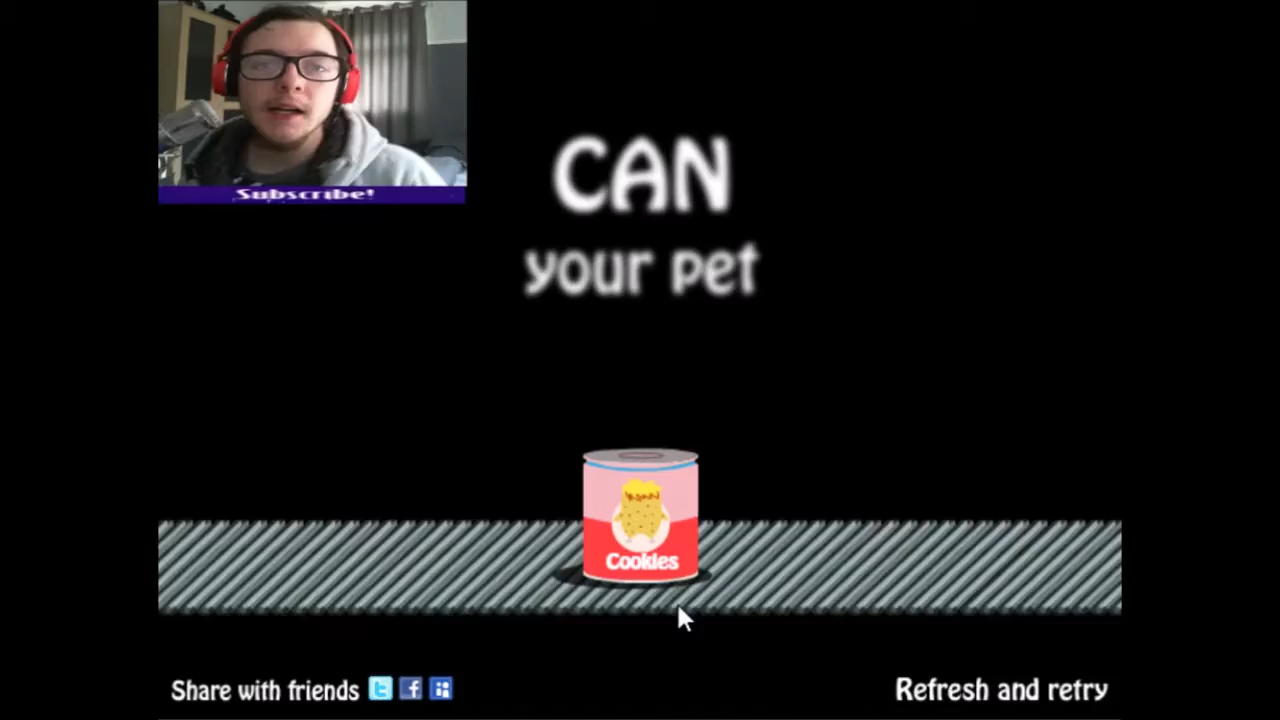 Subscribe!
CAN
your pet
Cookies
Share with friends
Refresh and retry